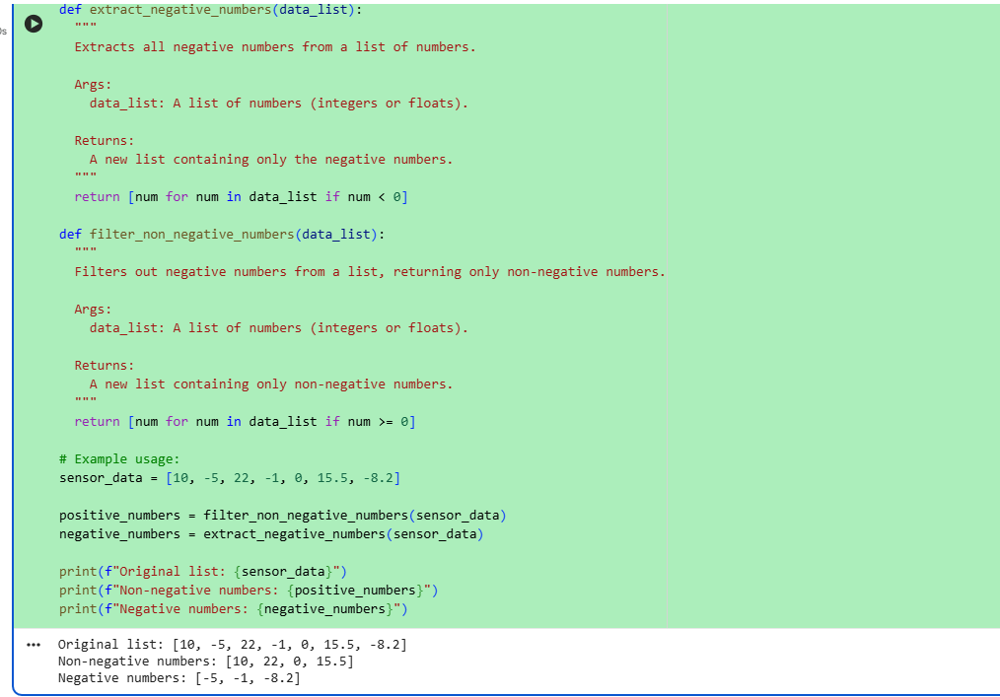 def extract_negative_numbers(data_list):
"""
Extracts all negative numbers from a list of numbers.
Args:
data_list: A list of numbers (integers or floats).
Returns:
A new list containing only the negative numbers.
"""
return [num for num in data_list if num < 0]
def filter_non_negative_numbers(data_list):
"""
Filters out negative numbers from a list, returning only non-negative numbers.
Args:
data_list: A list of numbers (integers or floats).
Returns:
A new list containing only non-negative numbers.
"""
return [num for num in data_list if num >= 0]
# Example usage:
sensor_data = [10, -5, 22, -1, 0, 15.5, -8.2]
positive_numbers = filter_non_negative_numbers(sensor_data)
negative_numbers = extract_negative_numbers(sensor_data)
print(f"Original list: {sensor_data}")
print(f"Non-negative numbers: {positive_numbers}")
print(f"Negative numbers: {negative_numbers}")
Original list: [10, -5, 22, -1, 0, 15.5, -8.2]
Non-negative numbers: [10, 22, 0, 15.5]
Negative numbers: [-5, -1, -8.2]